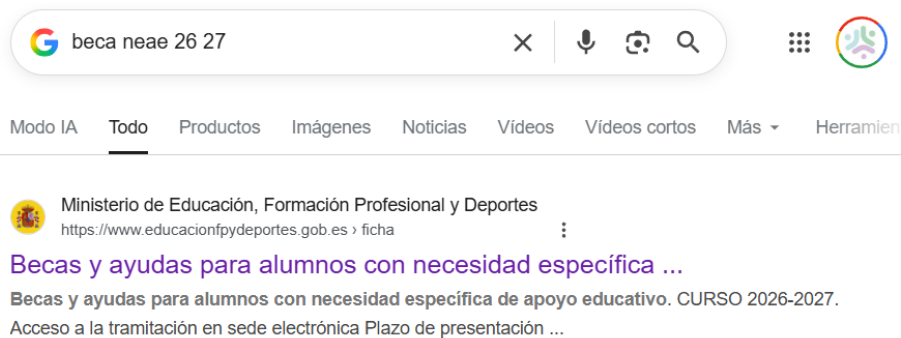 beca neae 26 27
Modo IA Todo Productos Imágenes Noticias Vídeos Vídeos cortos Más Herramien
Ministerio de Educación, Formación Profesional y Deportes
https://www.educacionfpydeportes.gob.es › ficha
Becas y ayudas para alumnos con necesidad específica ...
Becas y ayudas para alumnos con necesidad específica de apoyo educativo. CURSO 2026-2027.
Acceso a la tramitación en sede electrónica Plazo de presentación ...